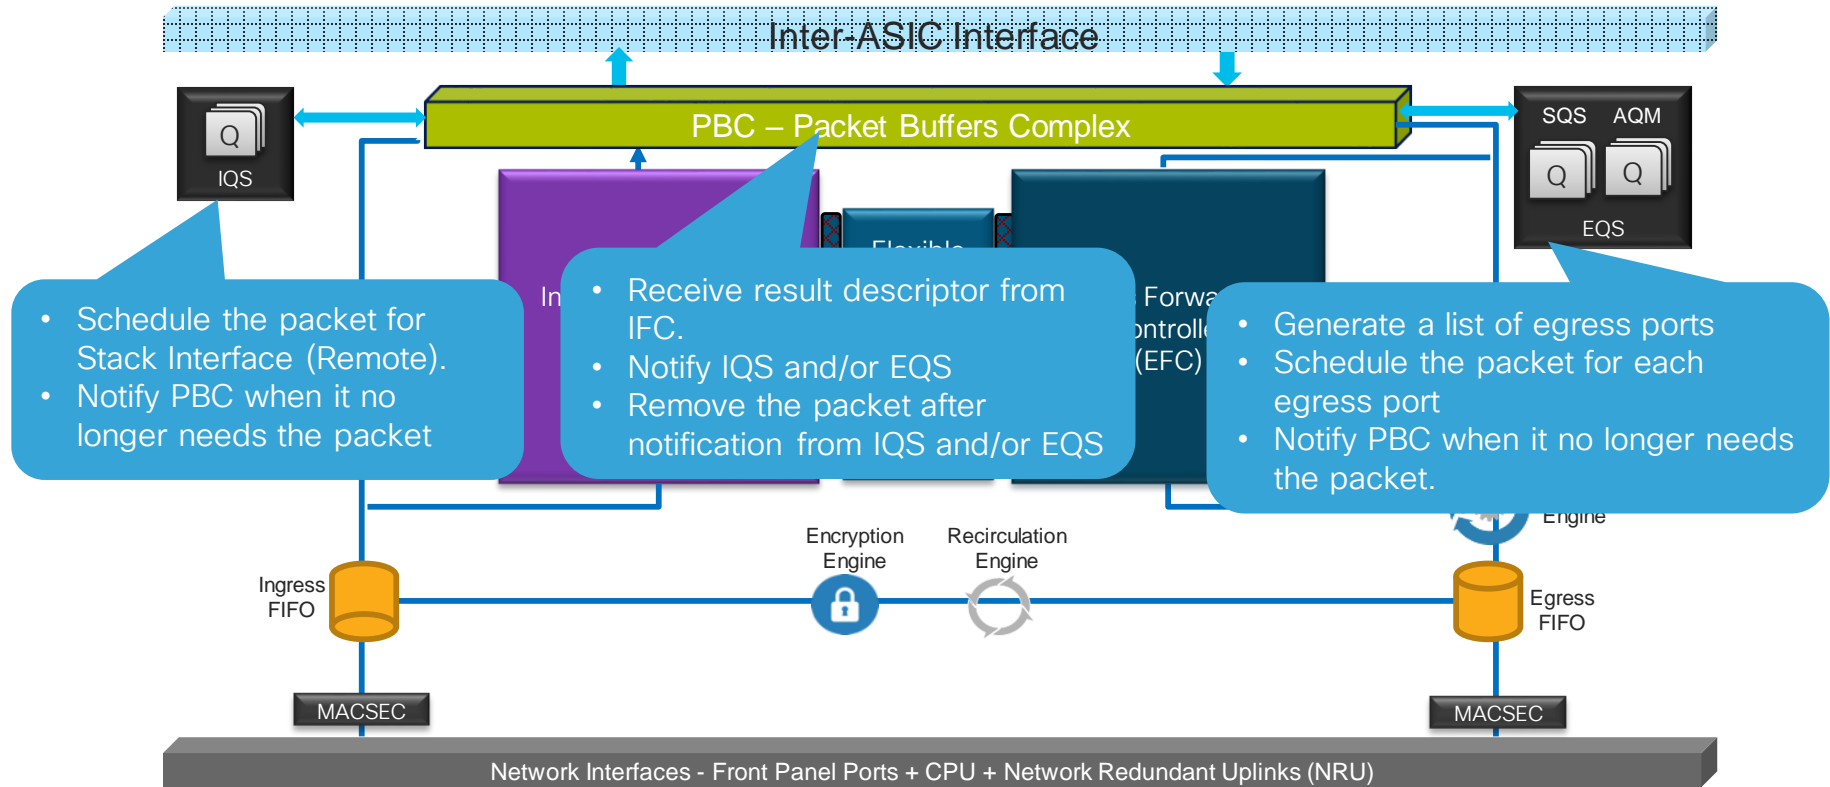 Inter-ASIC Interface
PBC – Packet Buffers Complex
Q
IQS
SQS AQM
Q Q
EQS
• Schedule the packet for
Stack Interface (Remote).
• Notify PBC when it no
longer needs the packet
• Receive result descriptor from
IFC.
• Notify IQS and/or EQS
• Remove the packet after
notification from IQS and/or EQS
(EFC)
• Generate a list of egress ports
• Schedule the packet for each
egress port
• Notify PBC when it no longer needs
the packet.
Engine
Encryption
Engine
Recirculation
Engine
Ingress
FIFO
Egress
FIFO
MACSEC
MACSEC
Network Interfaces - Front Panel Ports + CPU + Network Redundant Uplinks (NRU)